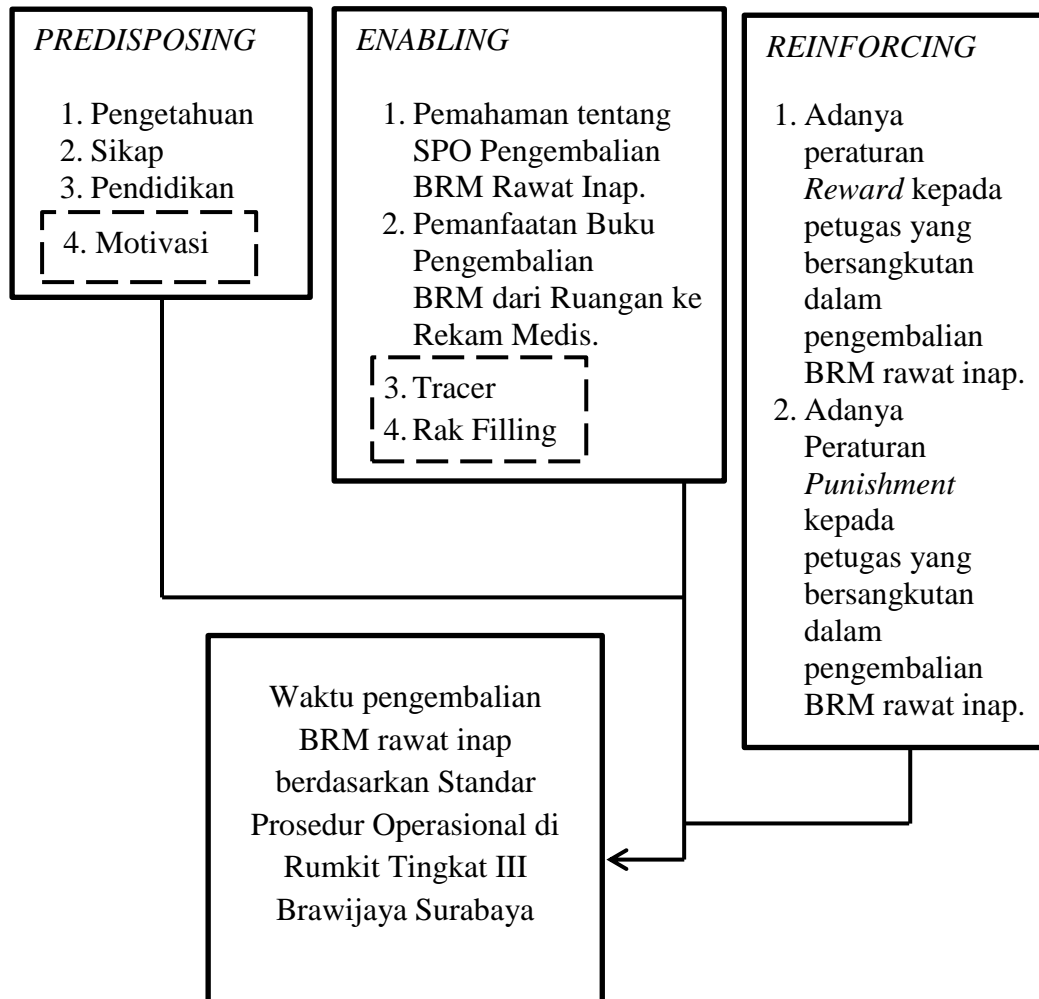 PREDISPOSING
1. Pengetahuan
2. Sikap
3. Pendidikan
4. Motivasi
ENABLING
1. Pemahaman tentang
SPO Pengembalian
BRM Rawat Inap.
2. Pemanfaatan Buku
Pengembalian
BRM dari Ruangan ke
Rekam Medis.
3. Tracer
4. Rak Filling
REINFORCING
1. Adanya
peraturan
Reward kepada
petugas yang
bersangkutan
dalam
pengembalian
BRM rawat inap.
2. Adanya
Peraturan
Punishment
kepada
petugas yang
bersangkutan
dalam
pengembalian
BRM rawat inap.
Waktu pengembalian
BRM rawat inap
berdasarkan Standar
Prosedur Operasional di
Rumkit Tingkat III
Brawijaya Surabaya